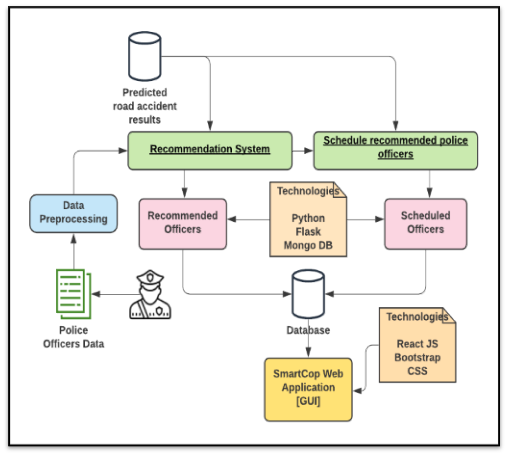 Predicted
road accident
results
Recommendation System
Schedule recommended police
officers
Data
Preprocessing
Recommended
Officers
Technologies
Python
Flask
Mongo DB
Scheduled
Officers
Police
Officers Data
Database
Technologies
React JS
Bootstrap
CSS
SmartCop Web
Application
[GUI]